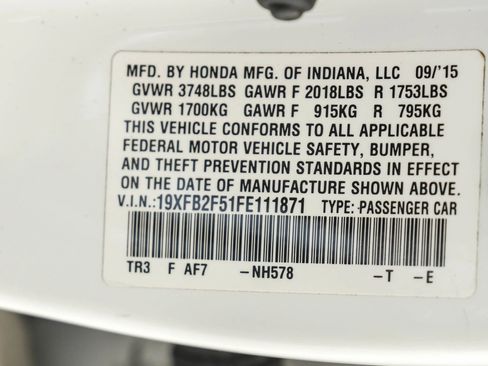 MFD. BY HONDA MFG. OF INDIANA, LLC 09/'15
GVWR 3748LBS GAWR F 2018LBS R 1753LBS
GVWR 1700KG GAWR F 915KG R 795KG
THIS VEHICLE CONFORMS TO ALL APPLICABLE
FEDERAL MOTOR VEHICLE SAFETY, BUMPER,
AND THEFT PREVENTION STANDARDS IN EFFECT
ON THE DATE OF MANUFACTURE SHOWN ABOVE.
V.I.N.: 19XFB2F51FE111871 TYPE: PASSENGER CAR
TR3 F AF7 –NH578 –T –E